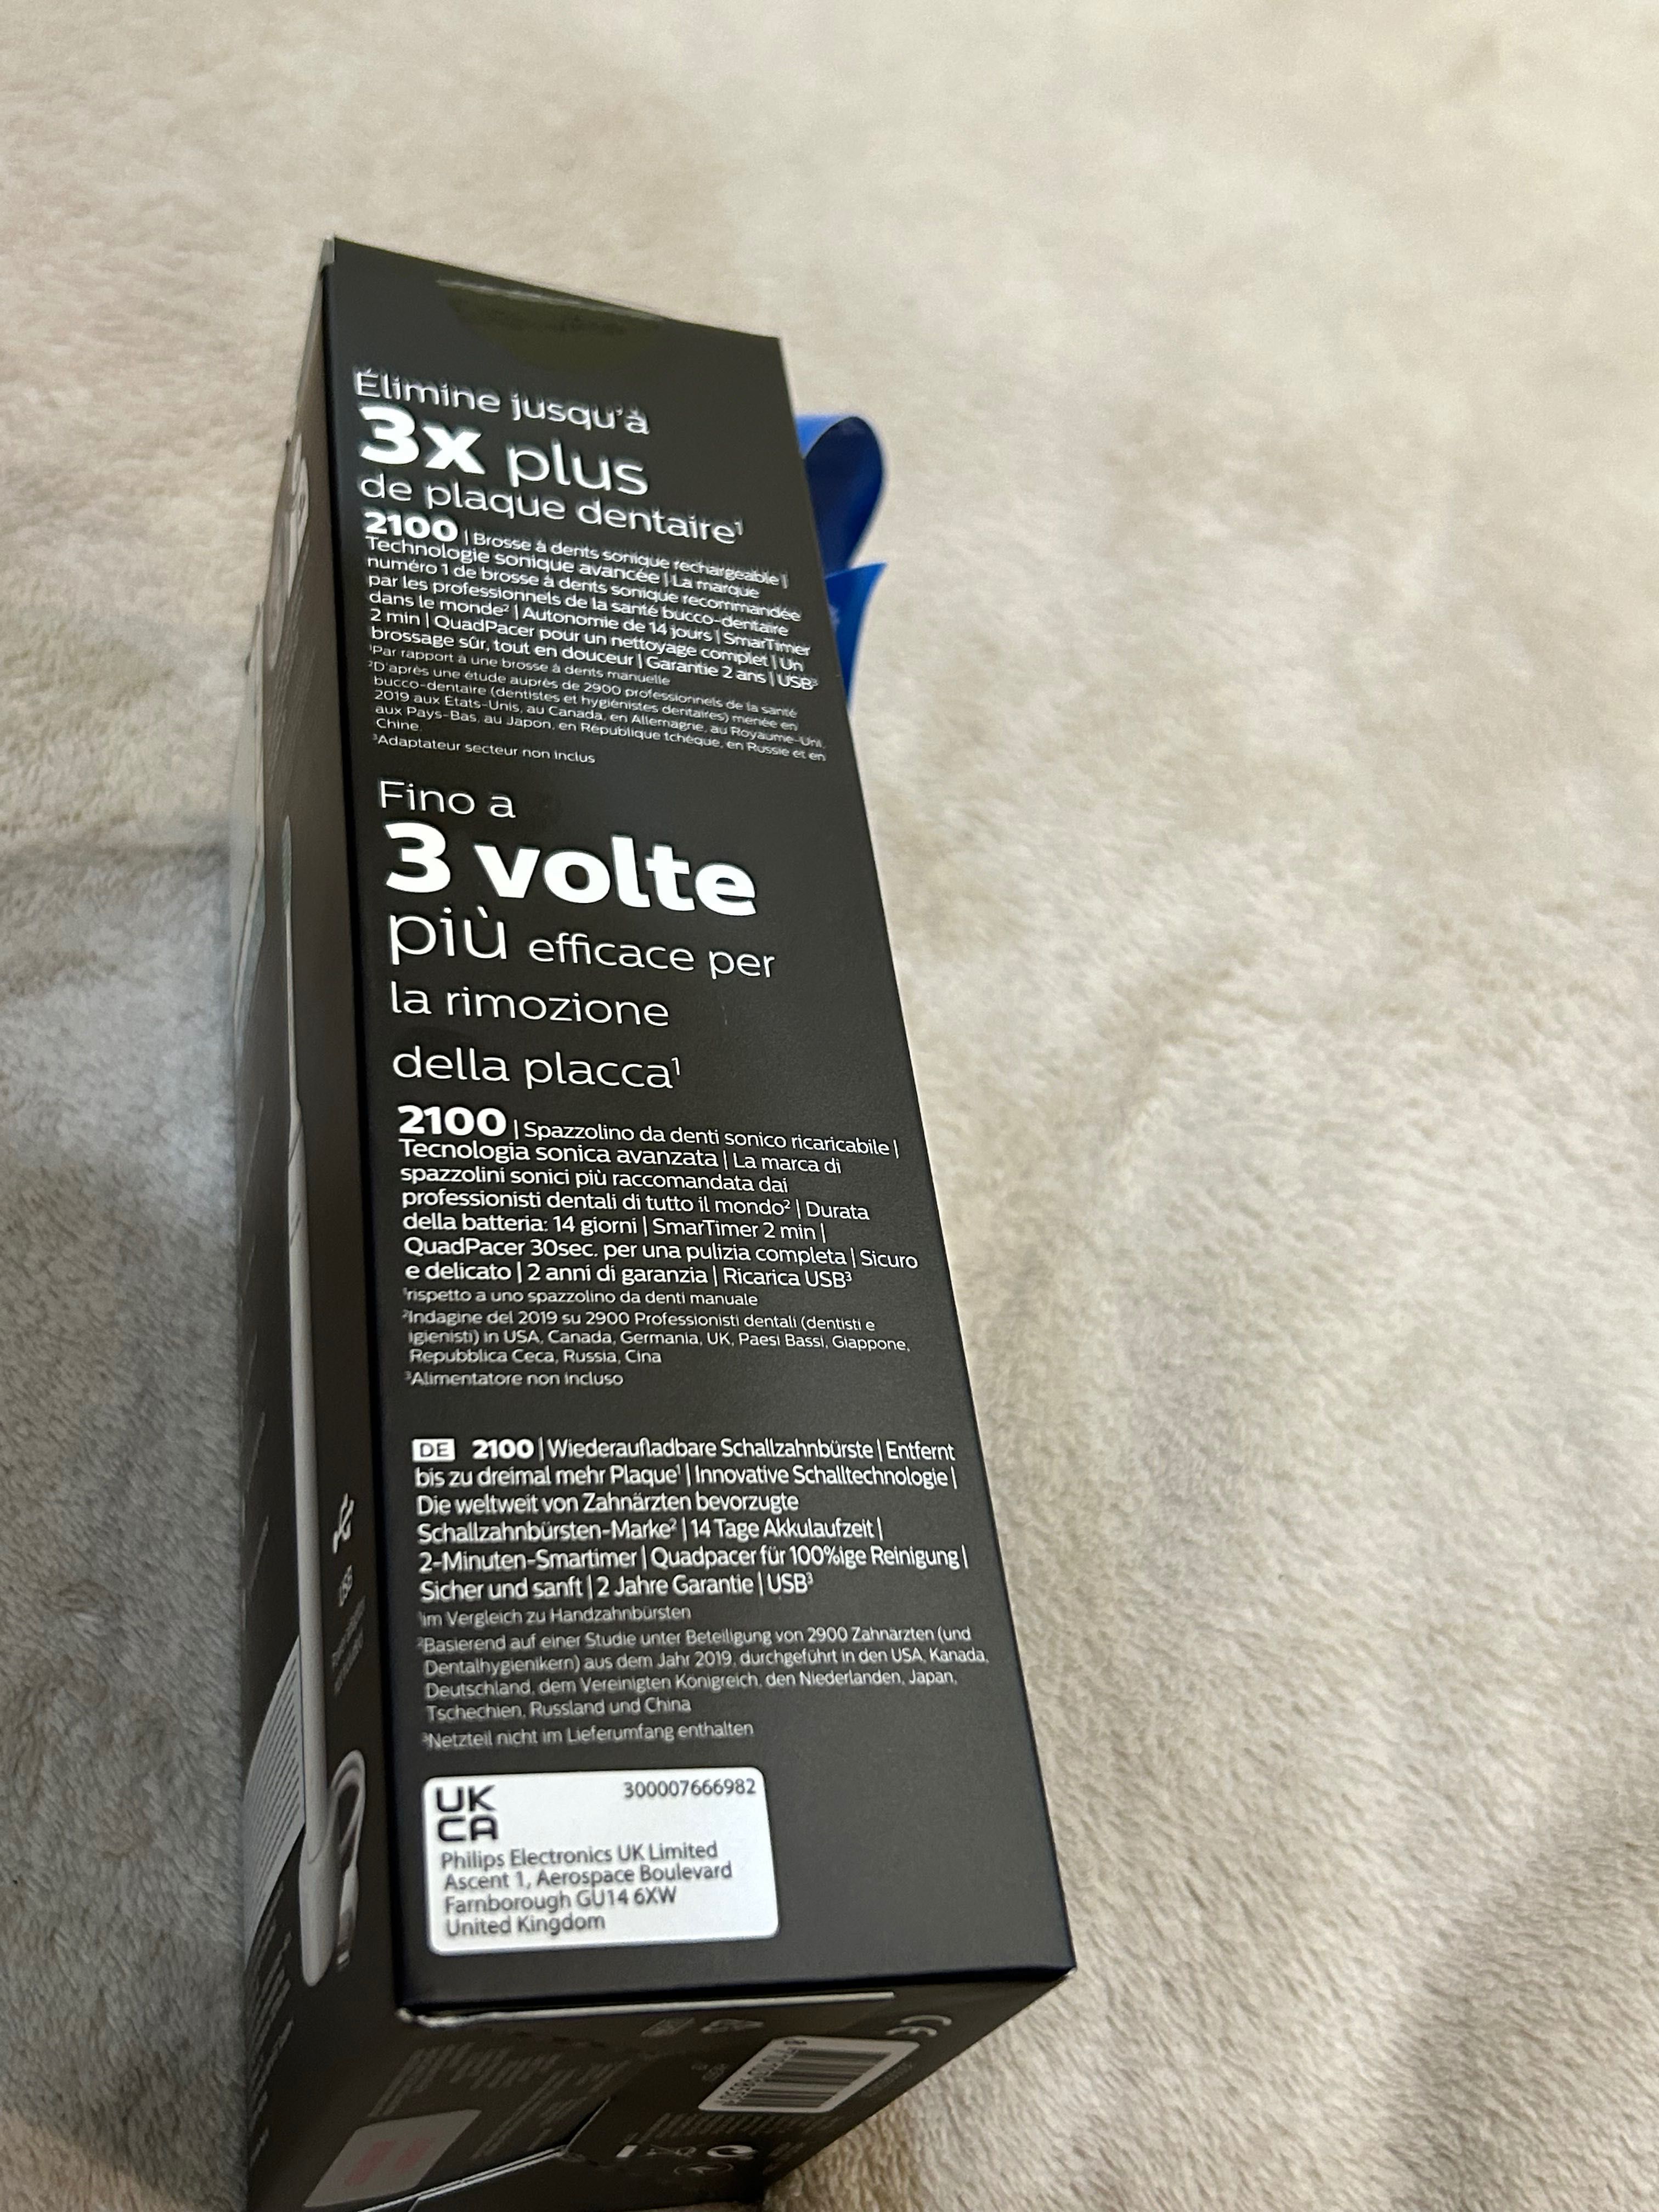 Élimine jusqu'à
3x plus
de plaque dentaire¹
2100 | Brosse à dents sonique rechargeable |
Technologie sonique avancée | La marque
numéro 1 de brosse à dents sonique recommandée
par les professionnels de la santé bucco-dentaire
dans le monde² | Autonomie de 14 jours | SmarTimer
2 min | QuadPacer pour un nettoyage complet | Un
brossage sûr, tout en douceur | Garantie 2 ans | USB³
¹Par rapport à une brosse à dents manuelle
²D'après une étude auprès de 2900 professionnels de la santé
bucco-dentaire (dentistes et hygiénistes dentaires) menée en
2019 aux États-Unis, au Canada, en Allemagne, au Royaume-Uni,
aux Pays-Bas, au Japon, en République tchèque, en Russie et en
Chine.
³Adaptateur secteur non inclus
Fino a
3 volte
più efficace per
la rimozione
della placca¹
2100 | Spazzolino da denti sonico ricaricabile |
Tecnologia sonica avanzata | La marca di
spazzolini sonici più raccomandata dai
professionisti dentali di tutto il mondo² | Durata
della batteria: 14 giorni | SmarTimer 2 min |
QuadPacer 30sec. per una pulizia completa | Sicuro
e delicato | 2 anni di garanzia | Ricarica USB³
¹rispetto a uno spazzolino da denti manuale
²Indagine del 2019 su 2900 Professionisti dentali (dentisti e
igienisti) in USA, Canada, Germania, UK, Paesi Bassi, Giappone,
Repubblica Ceca, Russia, Cina
³Alimentatore non incluso
DE 2100 | Wiederaufladbare Schallzahnbürste | Entfernt
bis zu dreimal mehr Plaque¹ | Innovative Schalltechnologie |
Die weltweit von Zahnärzten bevorzugte
Schallzahnbürsten-Marke² | 14 Tage Akkulaufzeit |
2-Minuten-Smartimer | Quadpacer für 100%ige Reinigung |
Sicher und sanft | 2 Jahre Garantie | USB³
¹im Vergleich zu Handzahnbürsten
²Basierend auf einer Studie unter Beteiligung von 2900 Zahnärzten (und
Dentalhygienikern) aus dem Jahr 2019, durchgeführt in den USA, Kanada,
Deutschland, dem Vereinigten Königreich, den Niederlanden, Japan,
Tschechien, Russland und China
³Netzteil nicht im Lieferumfang enthalten
UK
CA
300007666982
Philips Electronics UK Limited
Ascent 1, Aerospace Boulevard
Farnborough GU14 6XW
United Kingdom
USB
CE